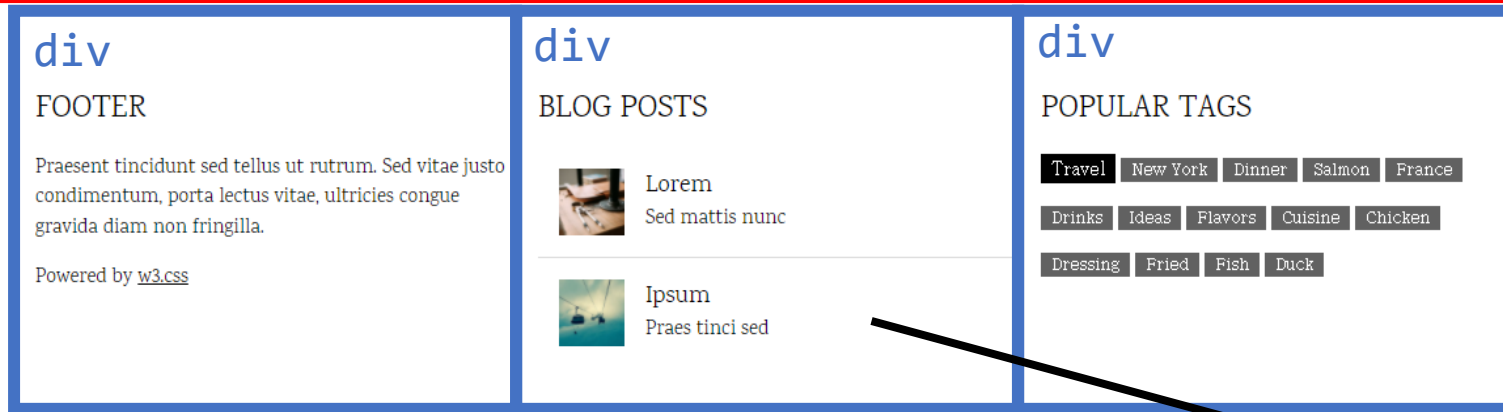 div
FOOTER
Praesent tincidunt sed tellus ut rutrum. Sed vitae justo
condimentum, porta lectus vitae, ultricies congue
gravida diam non fringilla.
Powered by w3.css
div
BLOG POSTS
Lorem
Sed mattis nunc
Ipsum
Praes tinci sed
div
POPULAR TAGS
Travel New York Dinner Salmon France
Drinks Ideas Flavors Cuisine Chicken
Dressing Fried Fish Duck